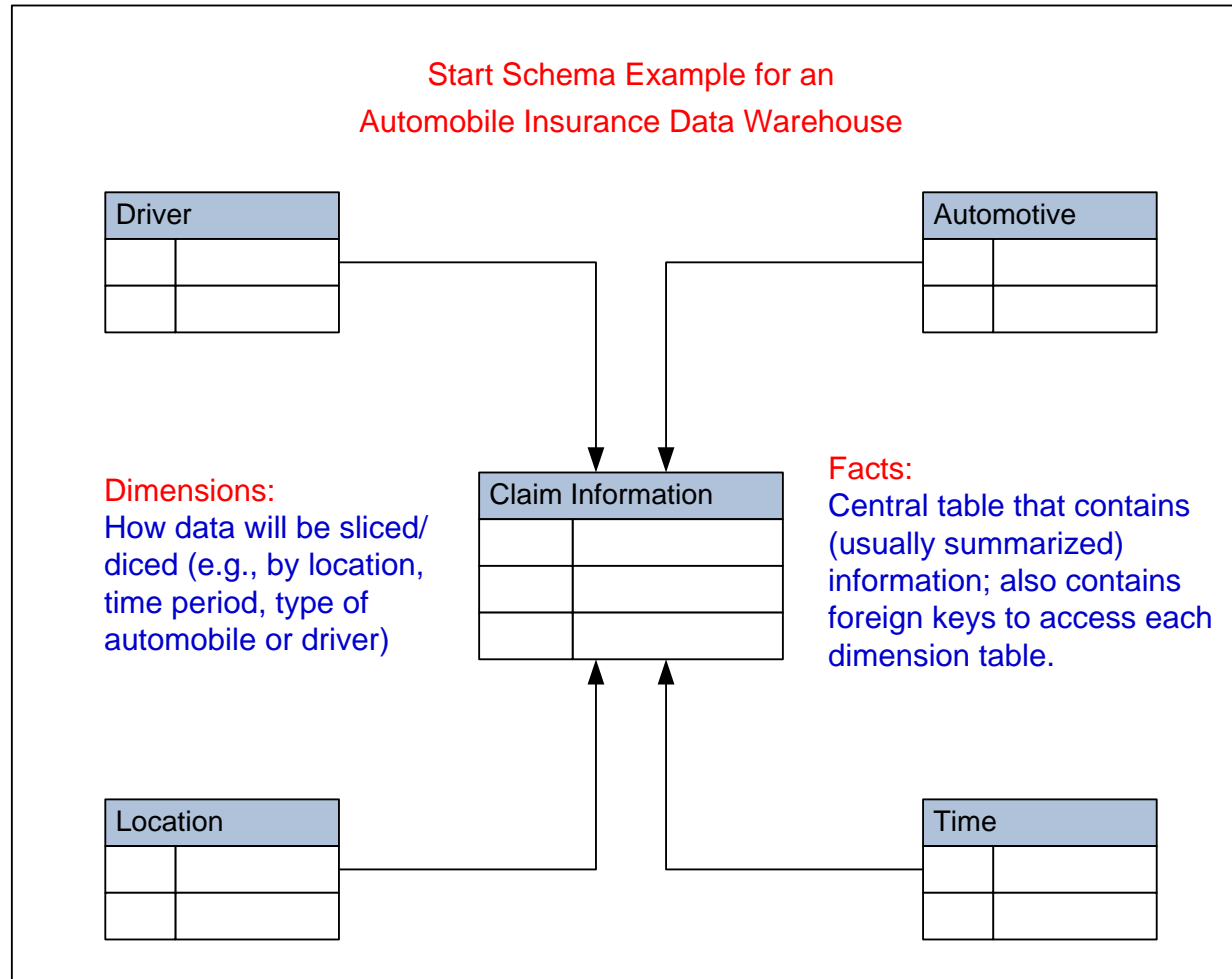 Start Schema Example for an
Automobile Insurance Data Warehouse
Driver
Automotive
Dimensions:
How data will be sliced/
diced (e.g., by location,
time period, type of
automobile or driver)
Claim Information
Facts:
Central table that contains
(usually summarized)
information; also contains
foreign keys to access each
dimension table.
Location
Time